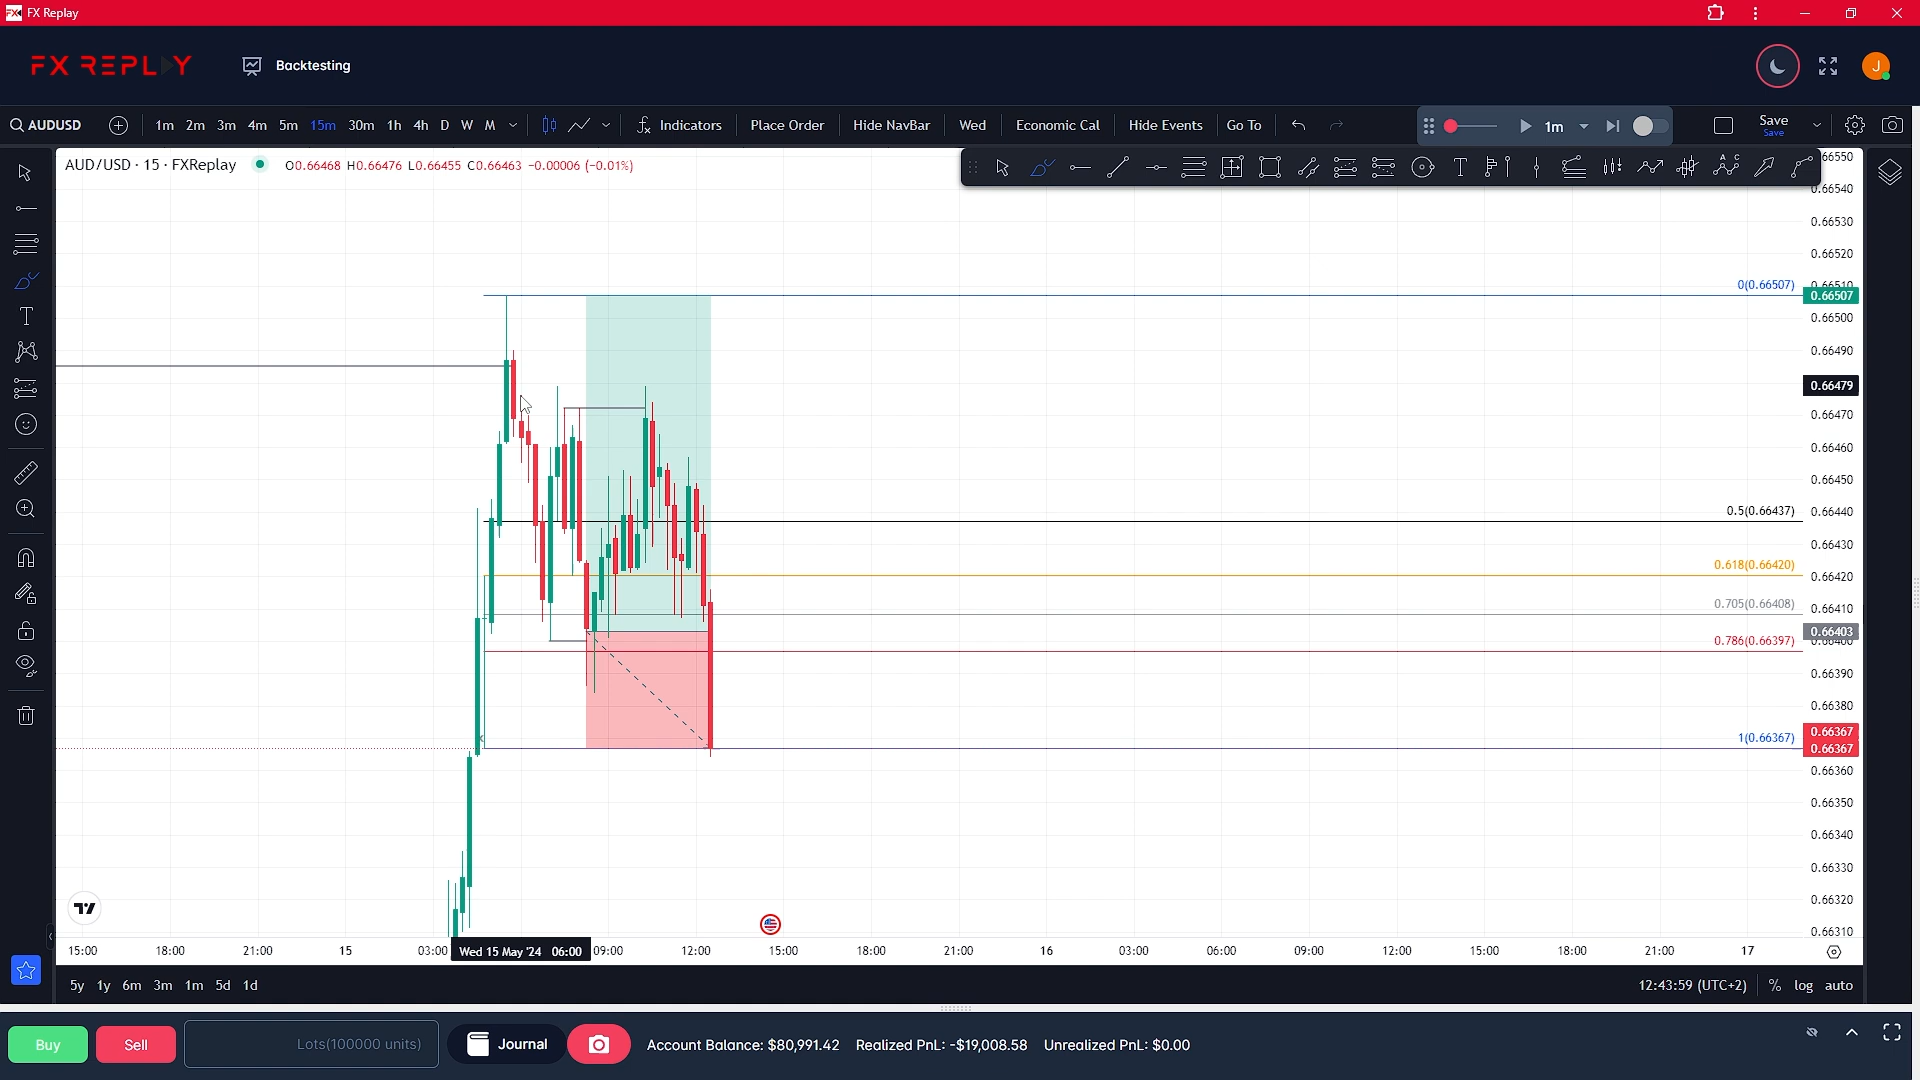 FX Replay
FX REPLAY
Backtesting
J
AUDUSD
1m 2m 3m 4m 5m 15m 30m 1h 4h D W M
Indicators
Place Order
Hide NavBar
Wed
Economic Cal
Hide Events
Go To
1m
Save
Save
AUD/USD · 15 · FXReplay
O0.66468 H0.66476 L0.66455 C0.66463 -0.00006 (-0.01%)
0.66550
0.66540
0.66530
0.66520
0.66510
0.66507
0.66500
0.66490
0.66479
0.66470
0.66460
0.66450
0.66440
0.66430
0.66420
0.66410
0.66403
0.66400
0.66390
0.66380
0.66367
0.66367
0.66360
0.66350
0.66340
0.66330
0.66320
0.66310
0(0.66507)
0.5(0.66437)
0.618(0.66420)
0.705(0.66408)
0.786(0.66397)
1(0.66367)
15:00 18:00 21:00 15 03:00 Wed 15 May '24 06:00 09:00 12:00 15:00 18:00 21:00 16 03:00 06:00 09:00 12:00 15:00 18:00 21:00 17
5y 1y 6m 3m 1m 5d 1d
12:43:59 (UTC+2) % log auto
Buy
Sell
Lots(100000 units)
Journal
Account Balance: $80,991.42 Realized PnL: -$19,008.58 Unrealized PnL: $0.00